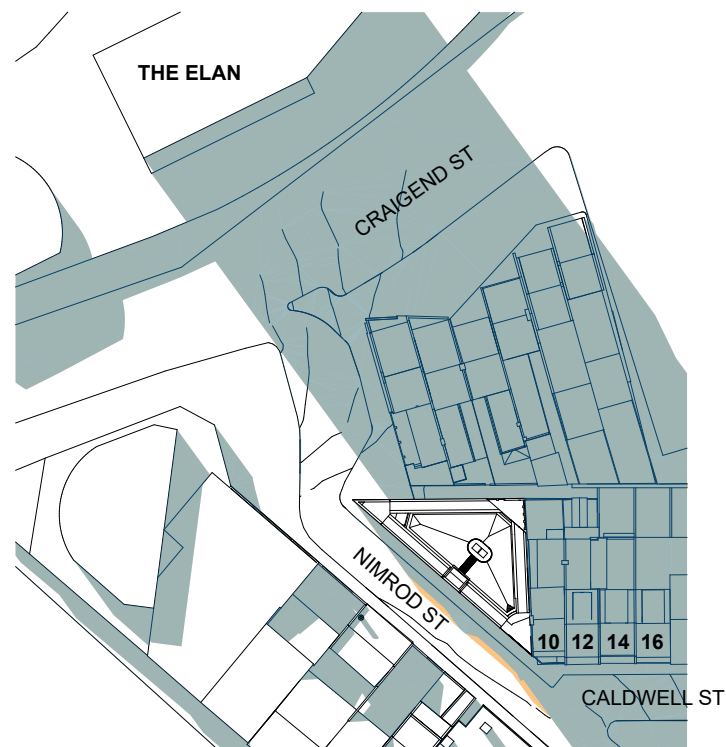 THE ELAN
CRAIGEND ST
NIMROD ST
10 12 14 16
CALDWELL ST